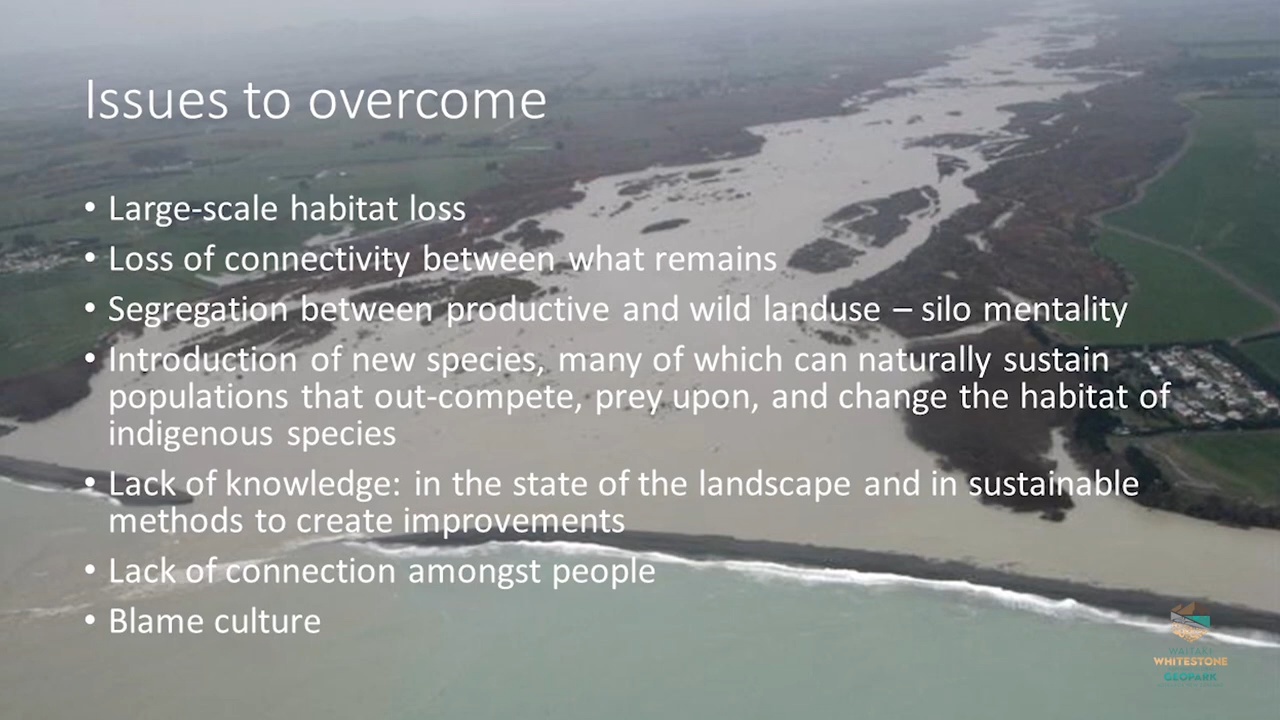 Issues to overcome
• Large-scale habitat loss
• Loss of connectivity between what remains
• Segregation between productive and wild landuse – silo mentality
• Introduction of new species, many of which can naturally sustain
populations that out-compete, prey upon, and change the habitat of
indigenous species
• Lack of knowledge: in the state of the landscape and in sustainable
methods to create improvements
• Lack of connection amongst people
• Blame culture
WAITAKI
WHITESTONE
GEOPARK